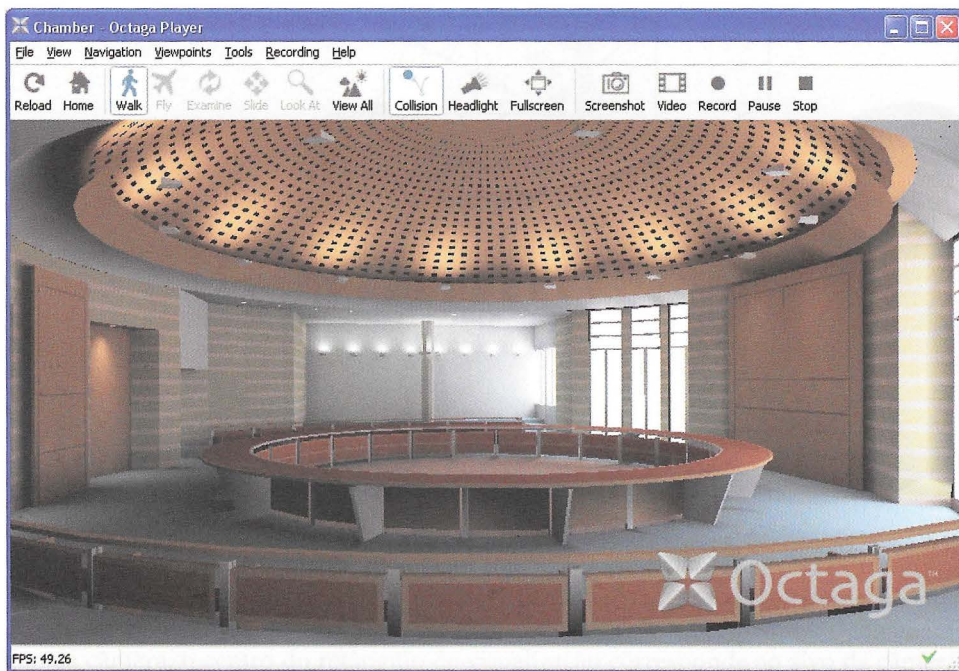 Chamber - Octaga Player
File View Navigation Viewpoints Tools Recording Help
Reload Home Walk Fly Examine Slide Look At View All Collision Headlight Fullscreen Screenshot Video Record Pause Stop
Octaga™
FPS: 49.26